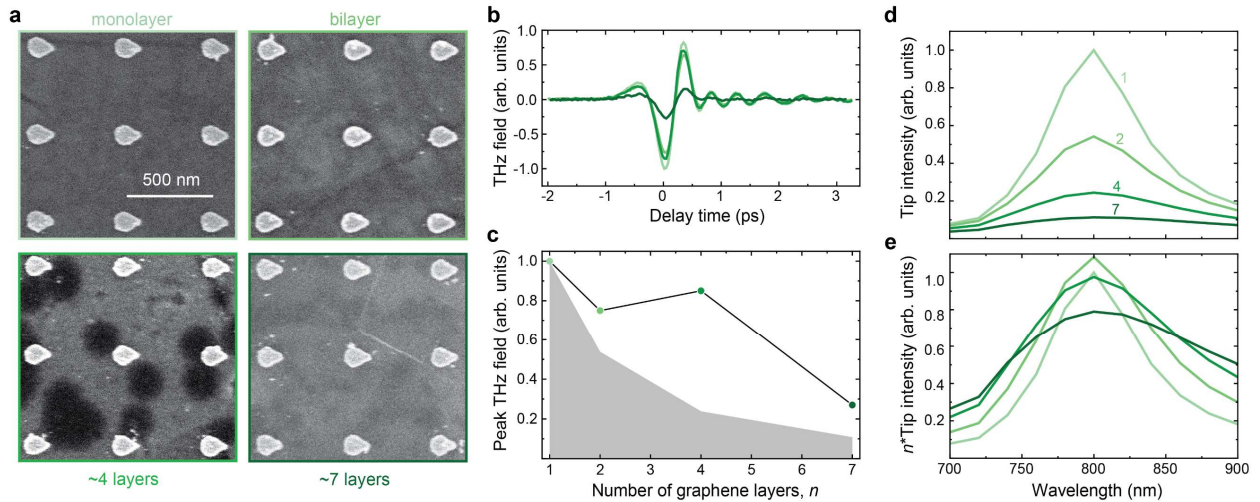 a
monolayer
bilayer
500 nm
~4 layers
~7 layers
b
THz field (arb. units)
1.0
0.5
0.0
-0.5
-1.0
-2
-1
0
1
2
3
Delay time (ps)
c
Peak THz field (arb. units)
1.0
0.8
0.6
0.4
0.2
1
2
3
4
5
6
7
Number of graphene layers, n
d
Tip intensity (arb. units)
1.0
0.8
0.6
0.4
0.2
1
2
4
7
e
n*Tip intensity (arb. units)
1.0
0.8
0.6
0.4
0.2
700
750
800
850
900
Wavelength (nm)